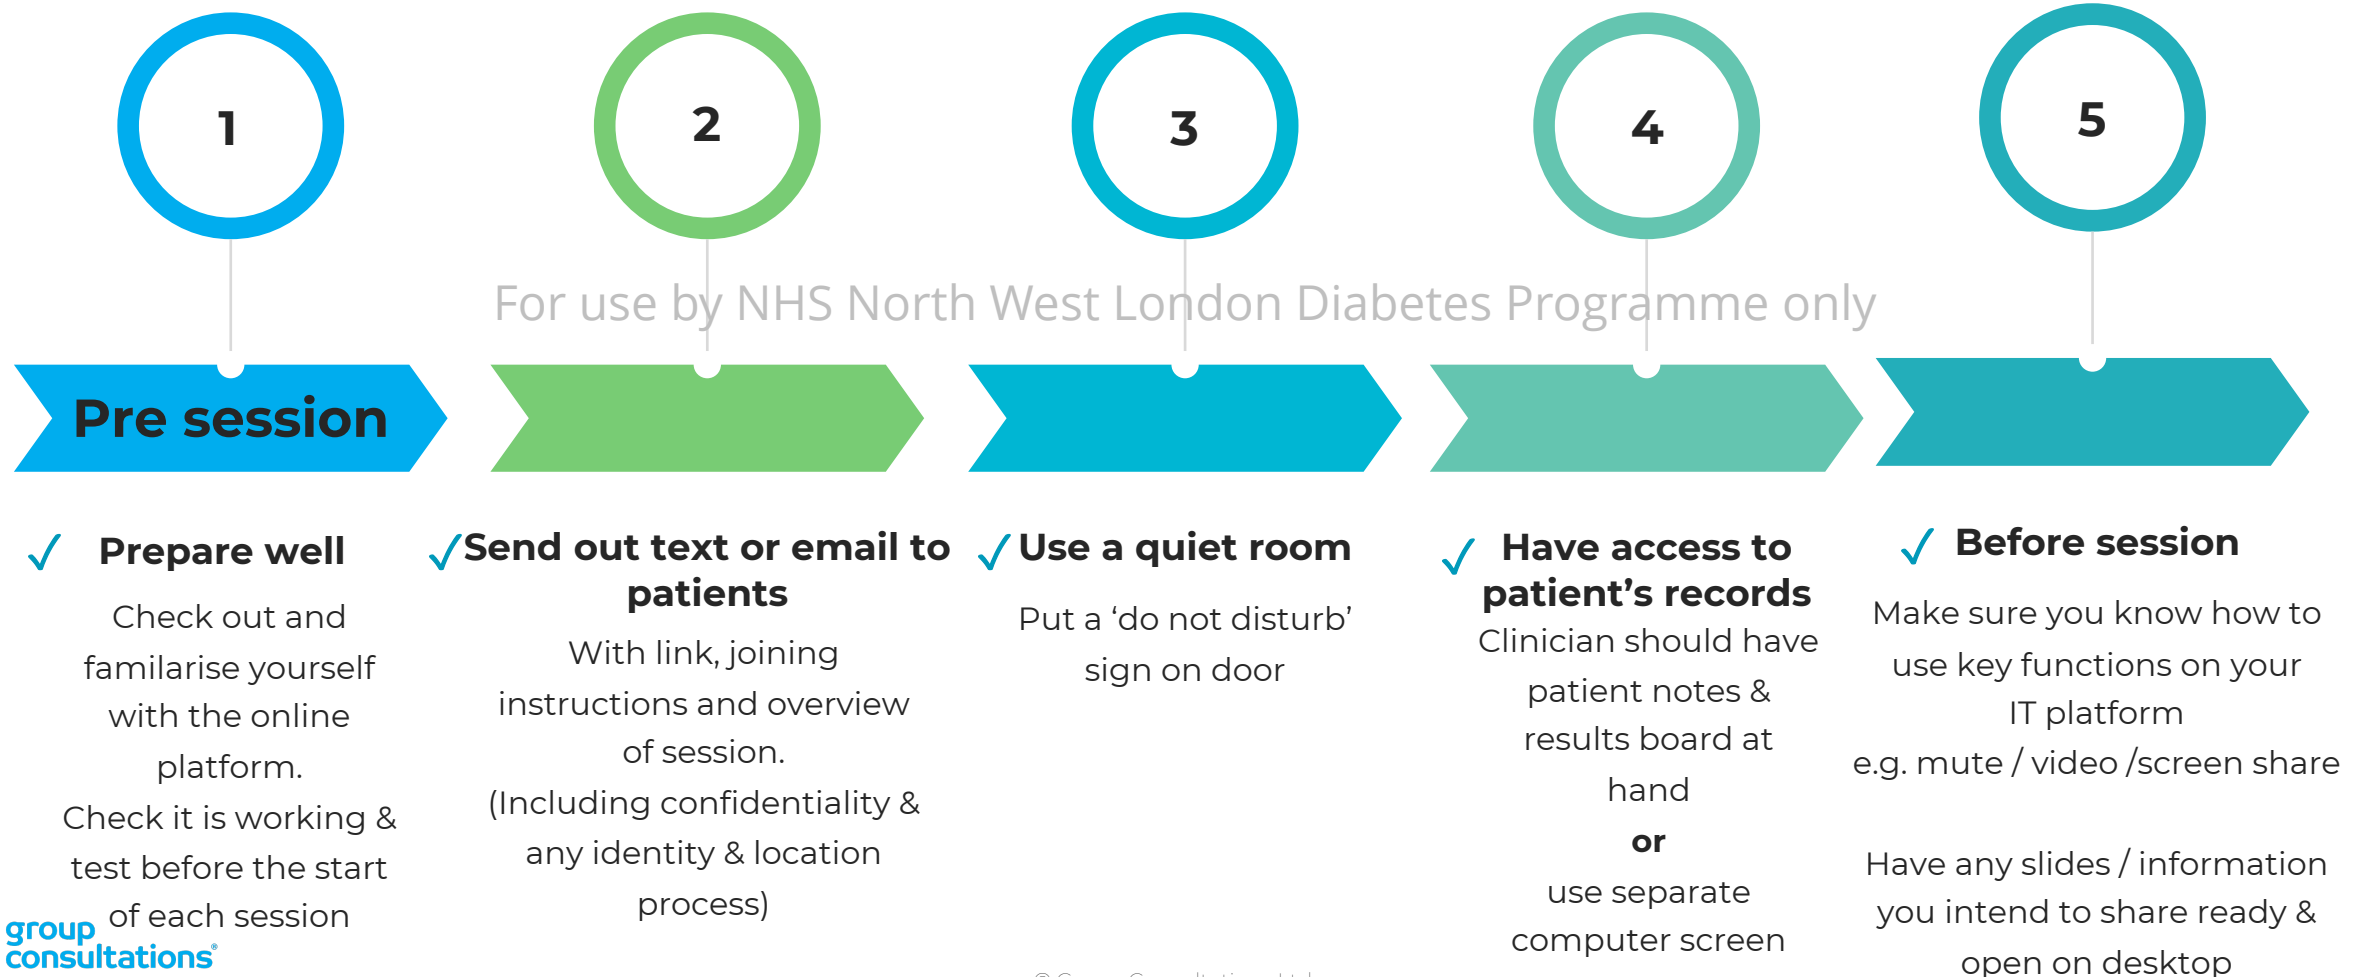 1
2
3
4
5
For use by NHS North West London Diabetes Programme only
Pre session
Prepare well
Check out and
familarise yourself
with the online
platform.
Check it is working &
test before the start
of each session
Send out text or email to
patients
With link, joining
instructions and overview
of session.
(Including confidentiality &
any identity & location
process)
Use a quiet room
Put a ‘do not disturb’
sign on door
Have access to
patient’s records
Clinician should have
patient notes &
results board at
hand
or
use separate
computer screen
Before session
Make sure you know how to
use key functions on your
IT platform
e.g. mute / video /screen share
Have any slides / information
you intend to share ready &
open on desktop
group
consultations®